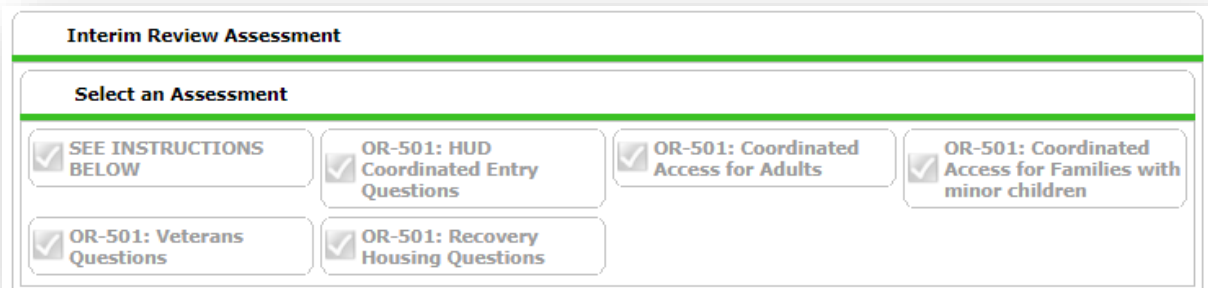 Interim Review Assessment
Select an Assessment
SEE INSTRUCTIONS
BELOW
OR-501: HUD
Coordinated Entry
Questions
OR-501: Coordinated
Access for Adults
OR-501: Coordinated
Access for Families with
minor children
OR-501: Veterans
Questions
OR-501: Recovery
Housing Questions